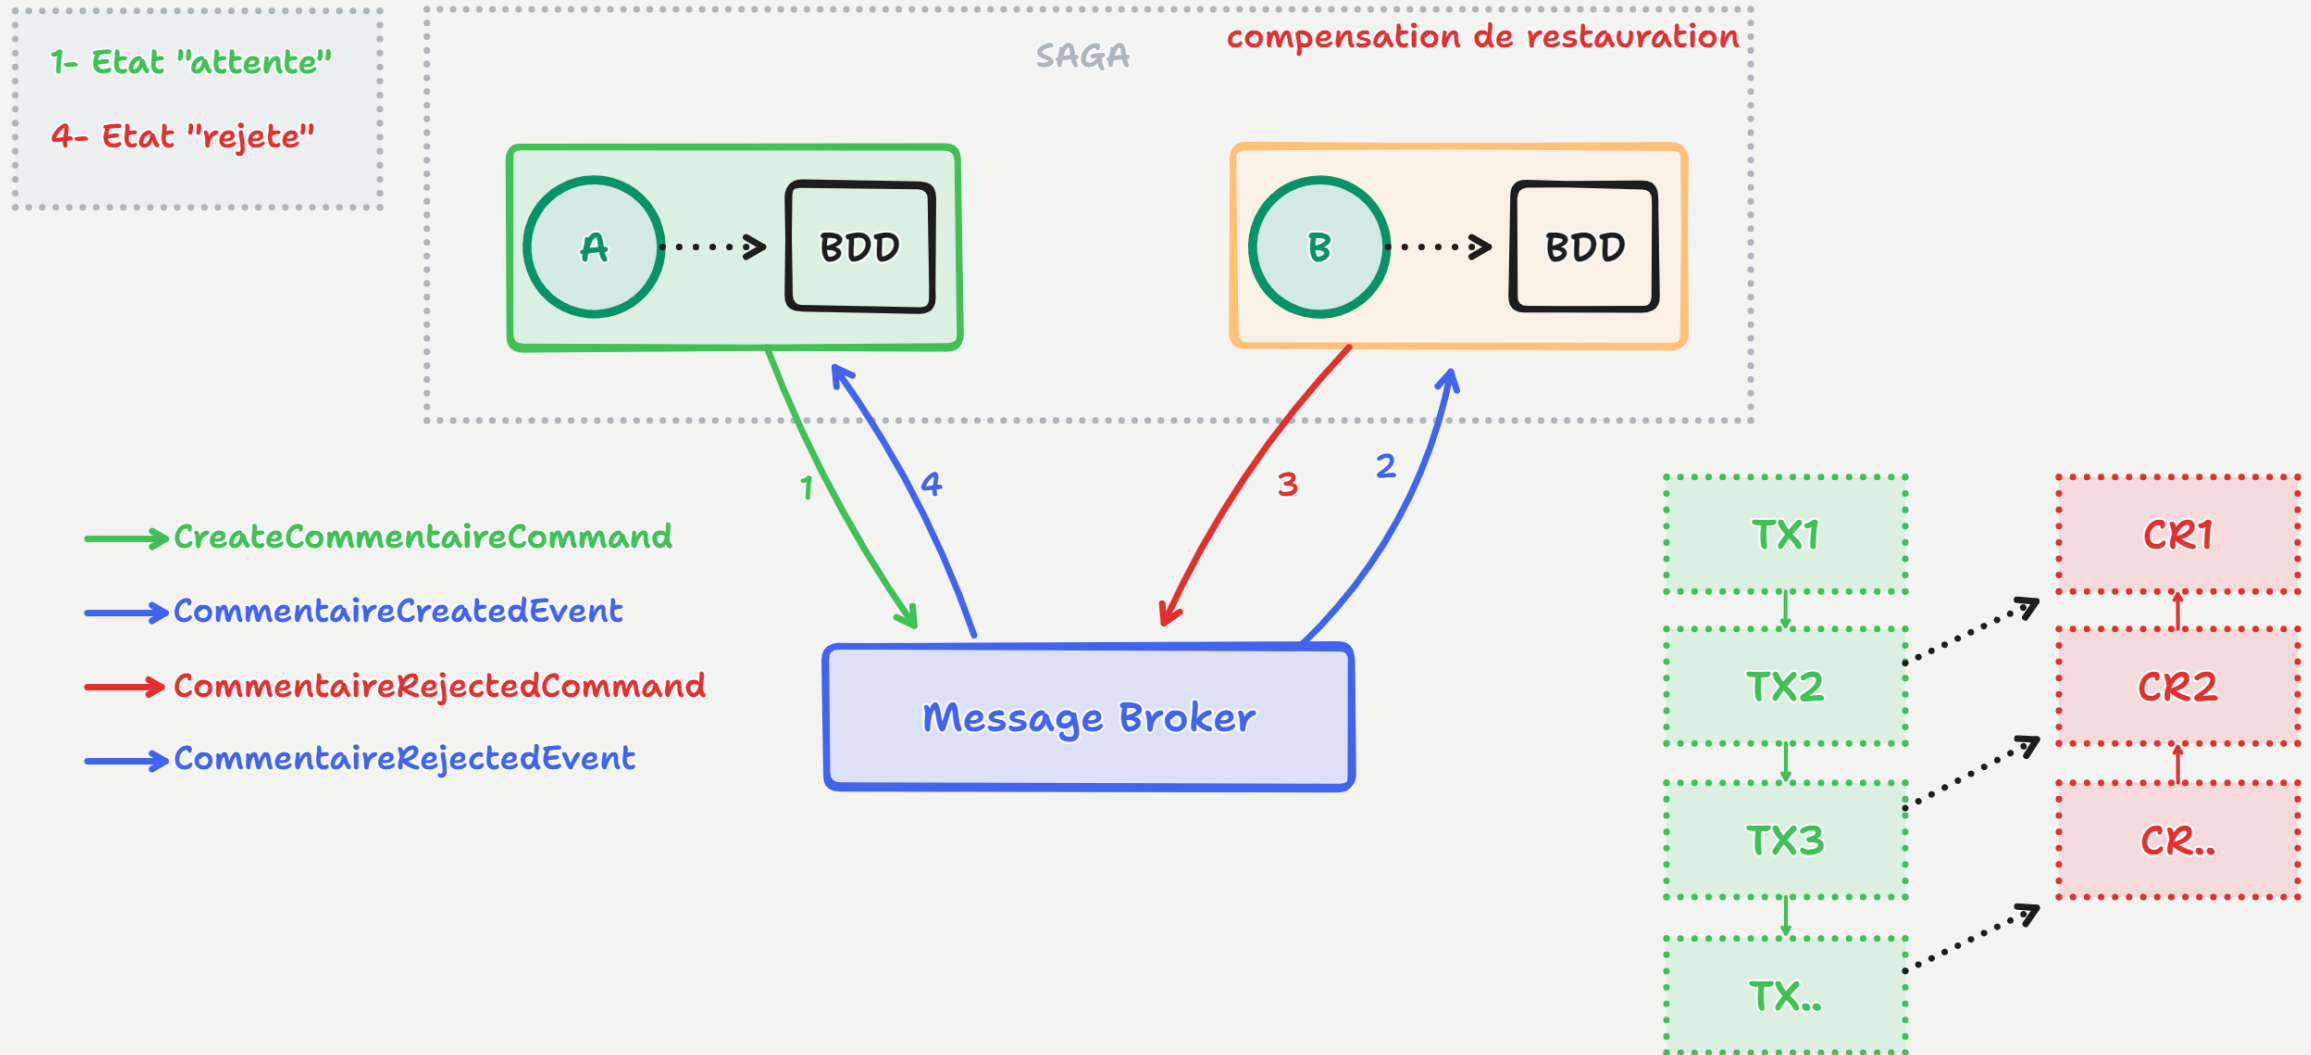 1- Etat "attente"
4- Etat "rejete"
SAGA
compensation de restauration
A
BDD
B
BDD
1
4
3
2
CreateCommentaireCommand
CommentaireCreatedEvent
CommentaireRejectedCommand
CommentaireRejectedEvent
Message Broker
TX1
TX2
TX3
TX..
CR1
CR2
CR..